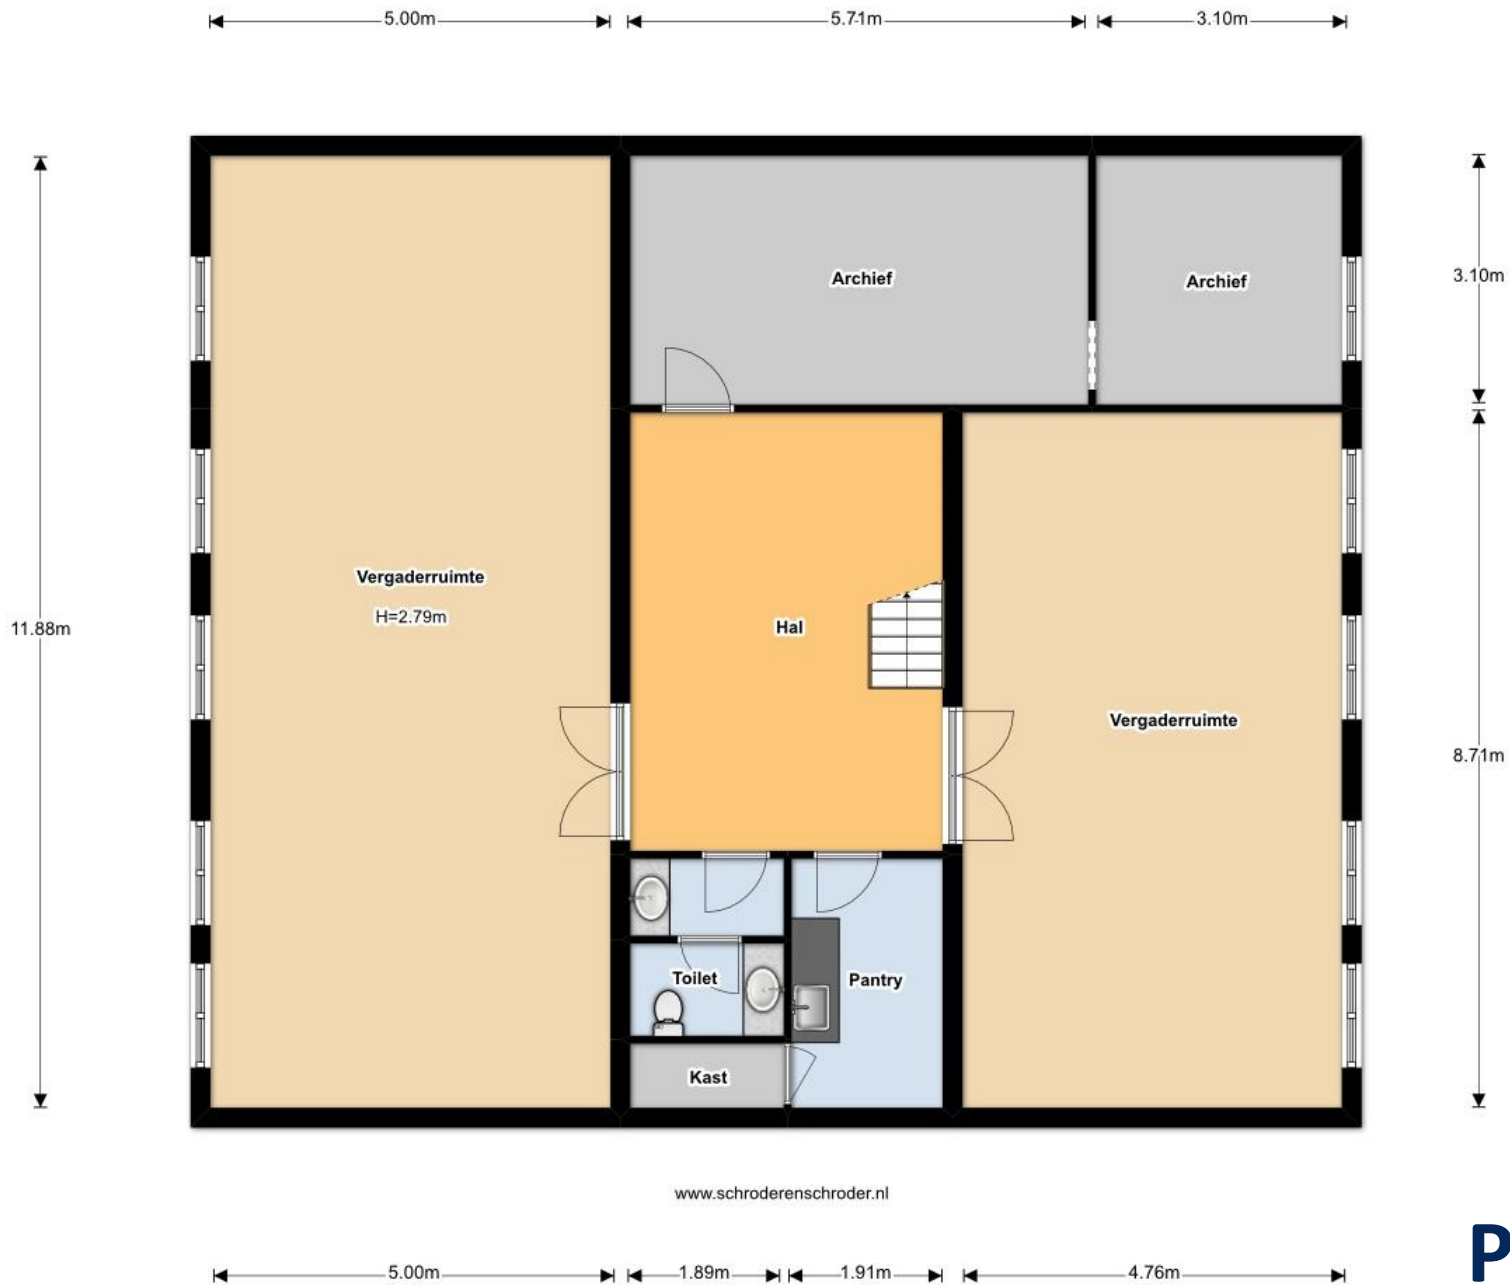 5.00m
5.71m
3.10m
Archief
Archief
3.10m
Vergaderruimte
H=2.79m
11.88m
Hal
Vergaderruimte
8.71m
Toilet
Pantry
Kast
www.schroderenschroder.nl
P
5.00m
1.89m
1.91m
4.76m